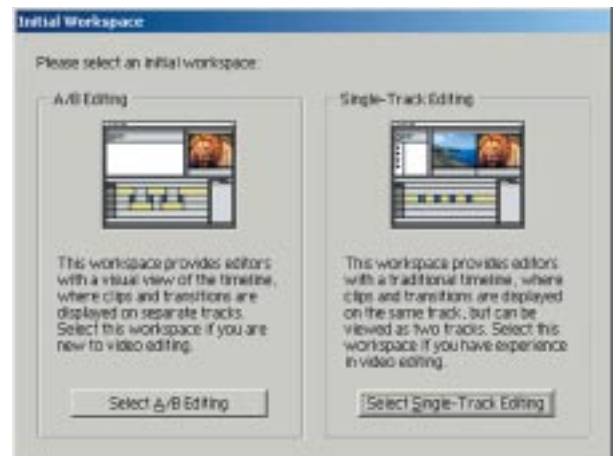 Initial Workspace
Please select an initial workspace:
A/B Editing
This workspace provides editors
with a visual view of the timeline,
where clips and transitions are
displayed on separate tracks.
Select this workspace if you are
new to video editing.
Select A/B Editing
Single-Track Editing
This workspace provides editors
with a traditional timeline, where
clips and transitions are displayed
on the same track, but can be
viewed as two tracks. Select this
workspace if you have experience
in video editing.
Select Single-Track Editing